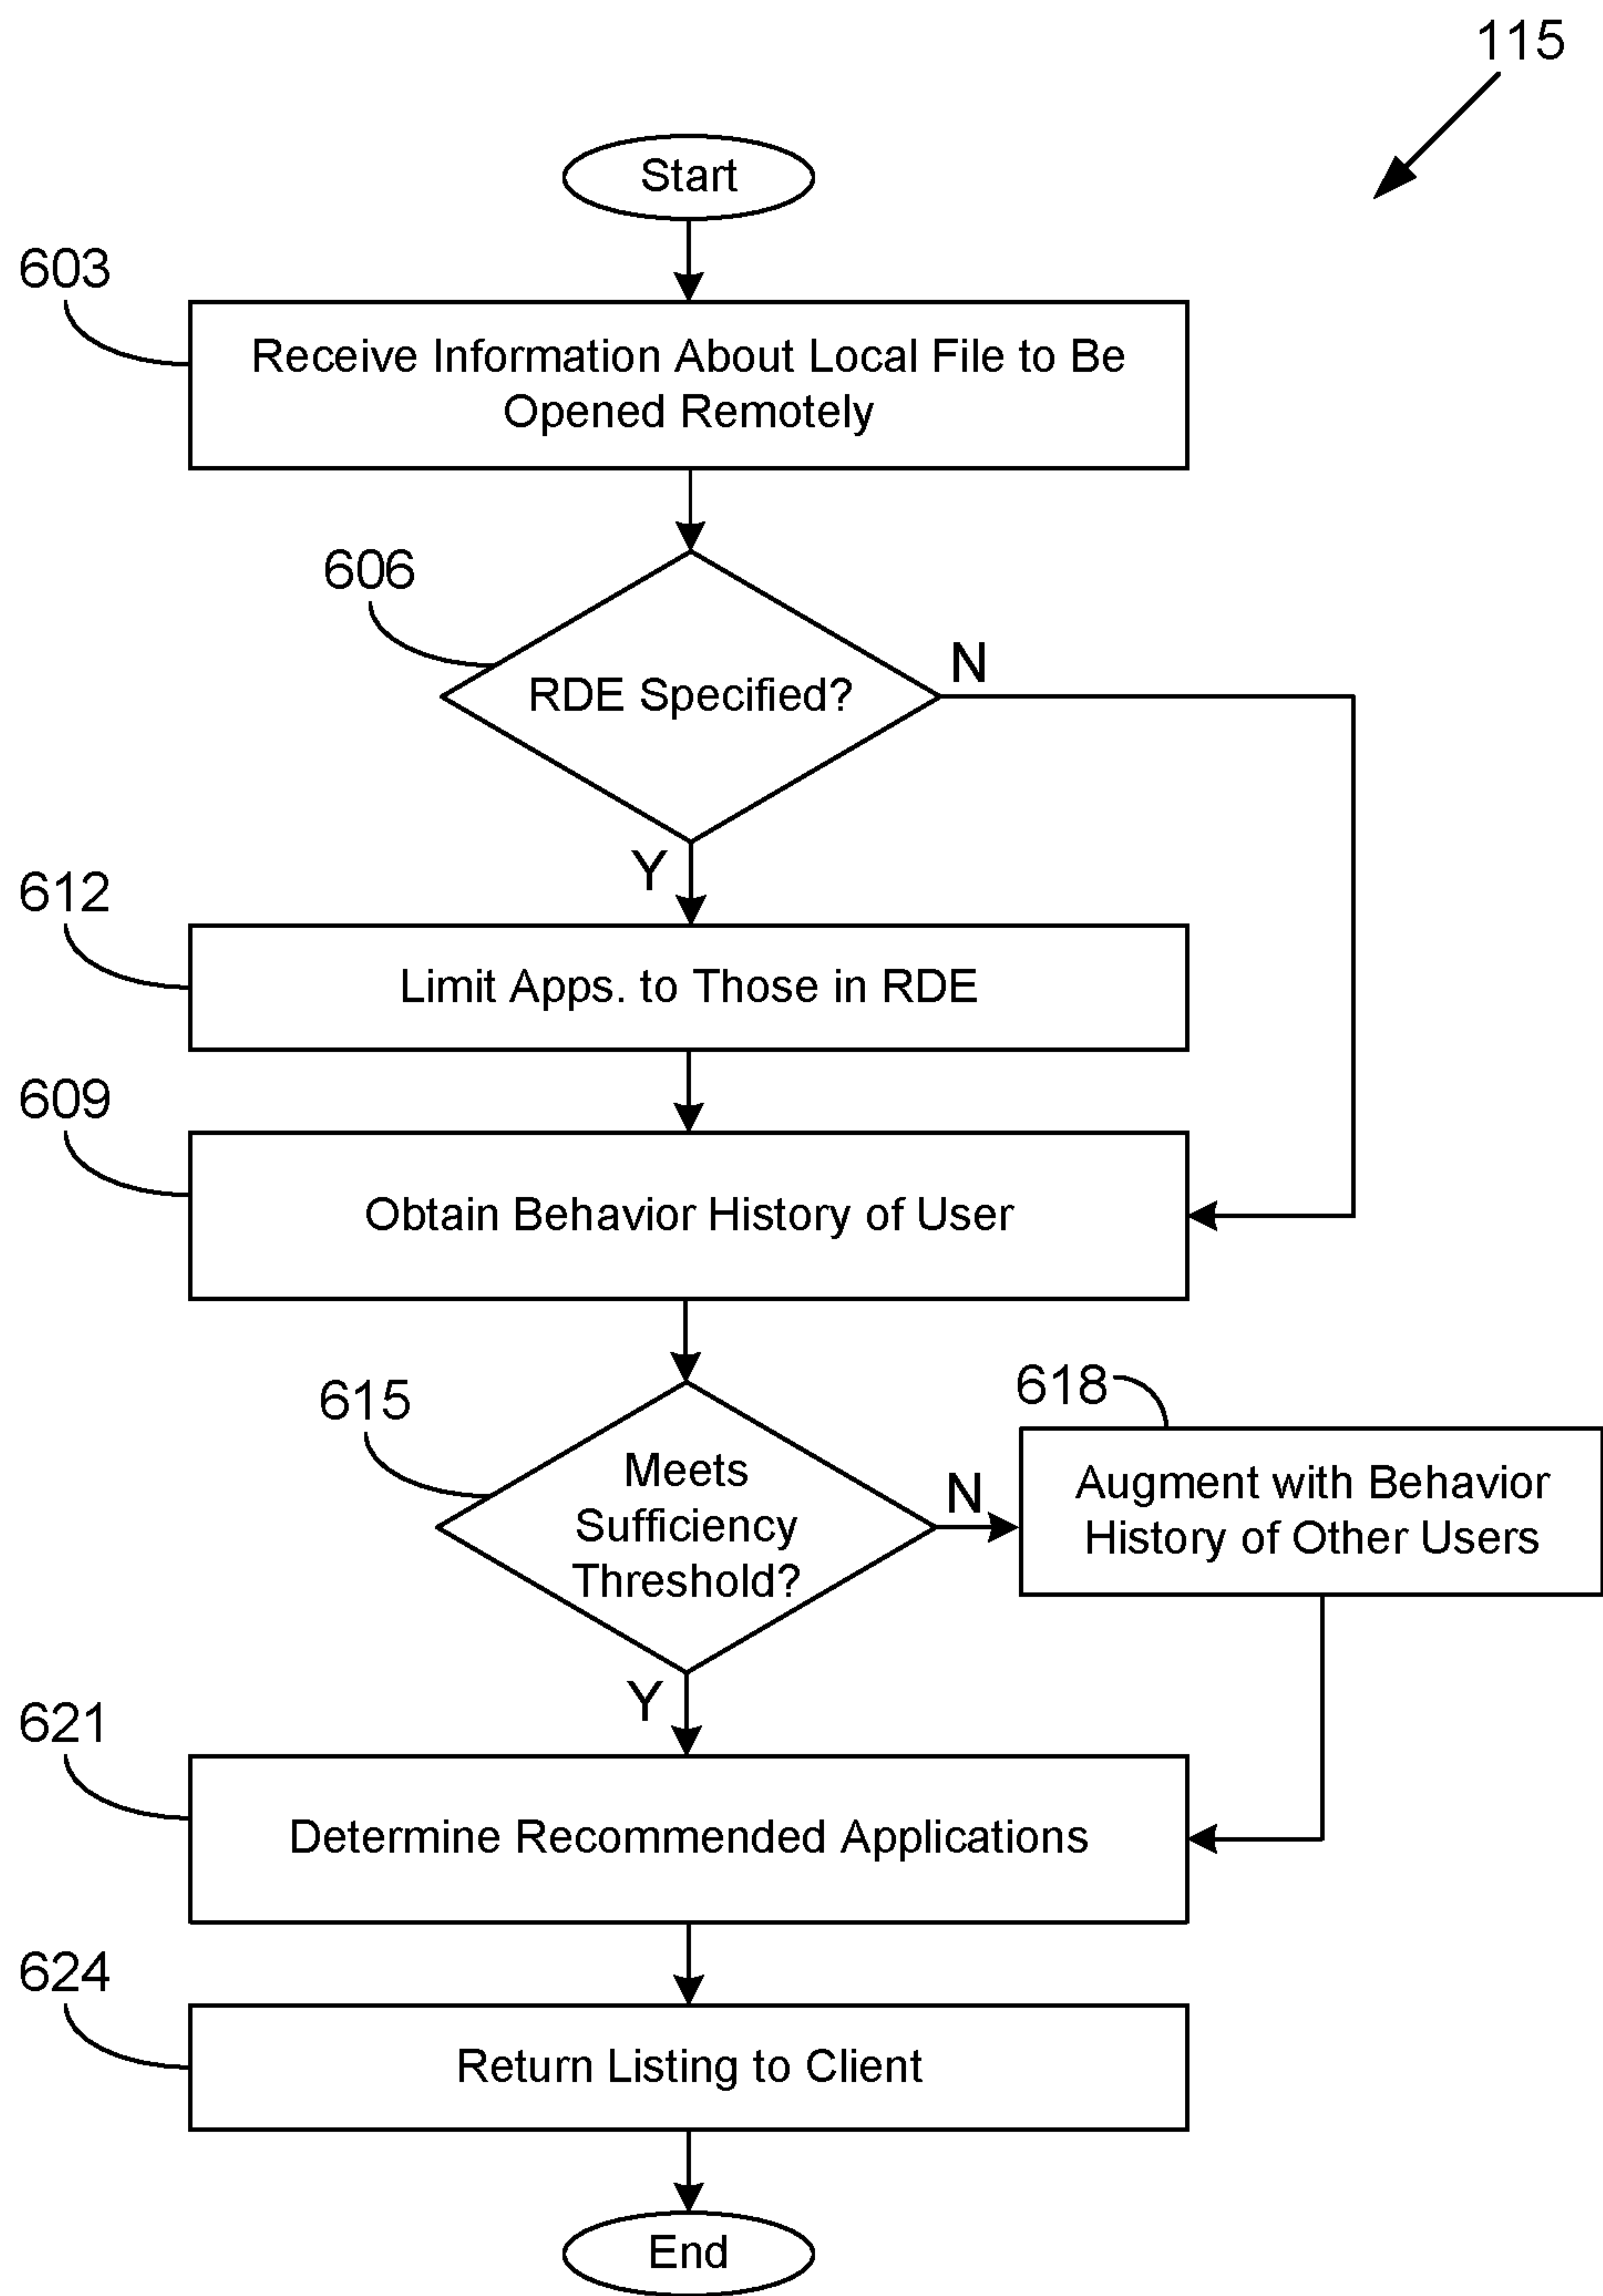 115
Start
603
Receive Information About Local File to Be
Opened Remotely
606
RDE Specified?
N
Y
612
Limit Apps. to Those in RDE
609
Obtain Behavior History of User
615
Meets
Sufficiency
Threshold?
N
618
Augment with Behavior
History of Other Users
Y
621
Determine Recommended Applications
624
Return Listing to Client
End